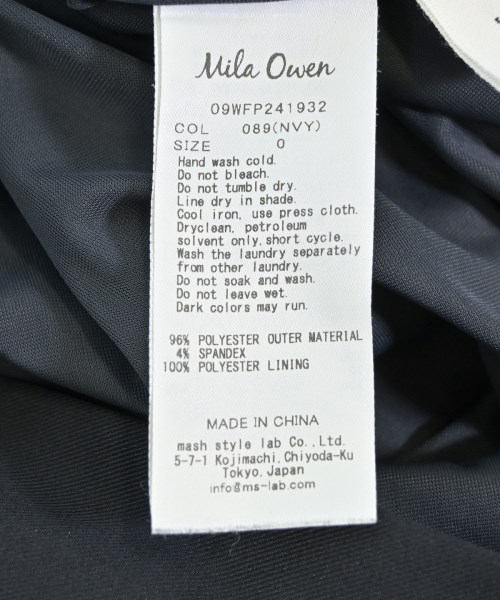 Mila Owen
09WFP241932
COL 089(NVY)
SIZE 0
Hand wash cold.
Do not bleach.
Do not tumble dry.
Line dry in shade.
Cool iron, use press cloth.
Dryclean, petroleum
solvent only,short cycle.
Wash the laundry separately
from other laundry.
Do not soak and wash.
Do not leave wet.
Dark colors may run.
96% POLYESTER OUTER MATERIAL
4% SPANDEX
100% POLYESTER LINING
MADE IN CHINA
mash style lab Co.,Ltd.
5-7-1 Kojimachi,Chiyoda-Ku
Tokyo,Japan
info@ms-lab.com